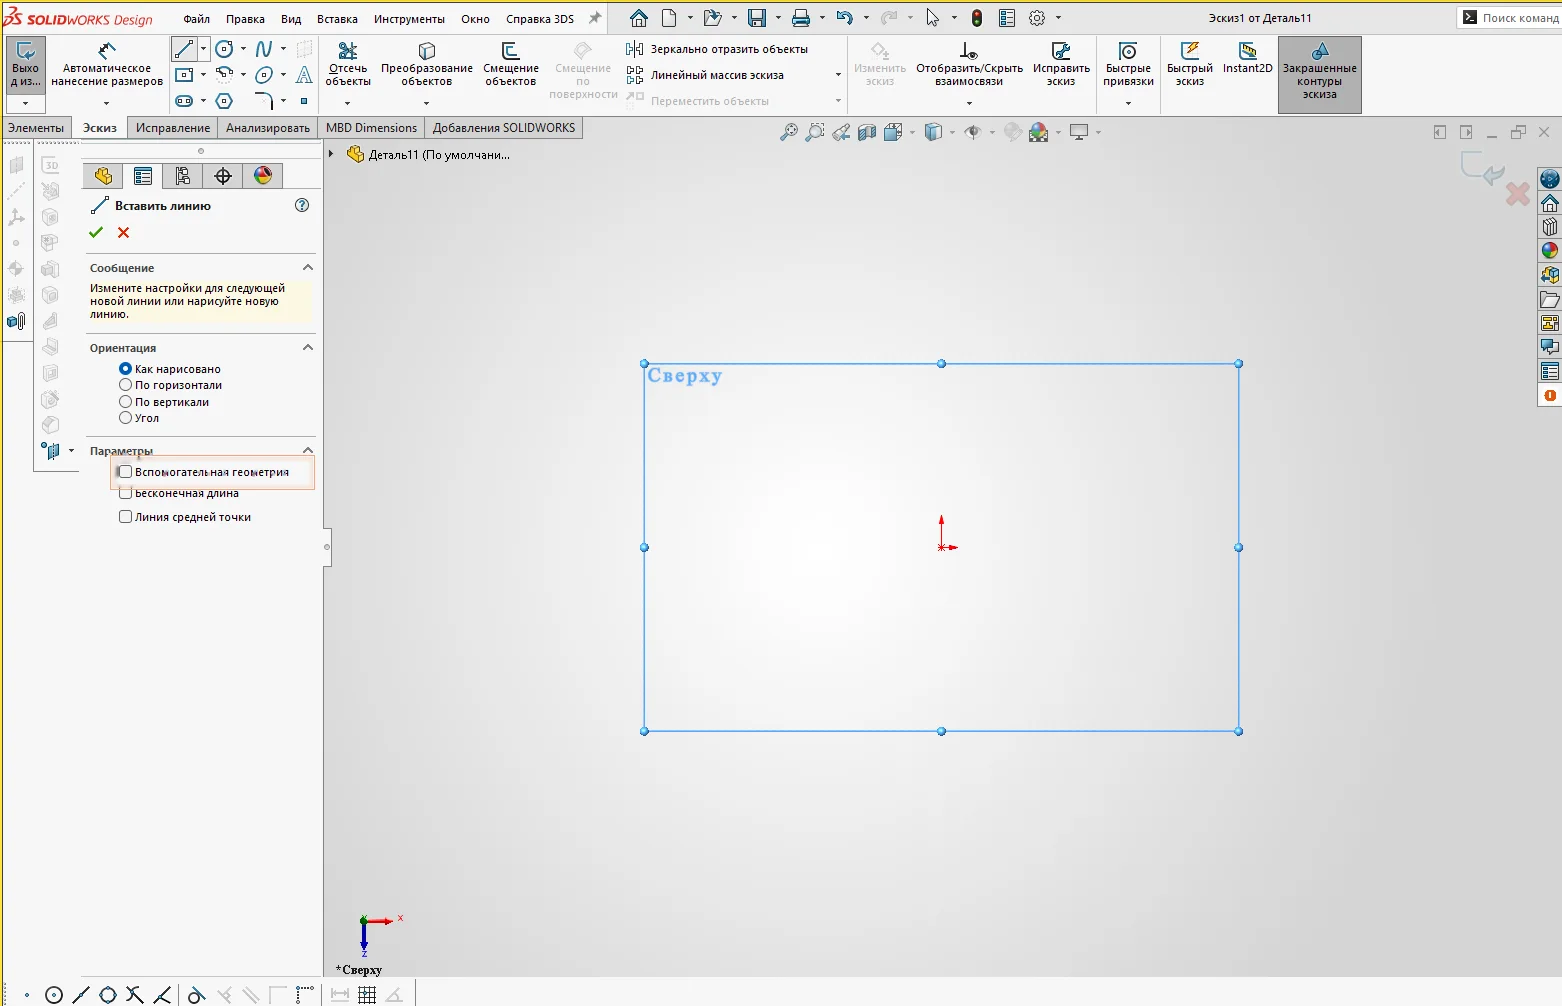 SOLIDWORKS Design
Файл Правка Вид Вставка Инструменты Окно Справка 3DS
Эскиз1 от Деталь11
Поиск команд
Выхо
д из...
Автоматическое
нанесение размеров
Отсечь
объекты
Преобразование
объектов
Смещение
объектов
Смещение
по
поверхности
Зеркально отразить объекты
Линейный массив эскиза
Переместить объекты
Изменить
эскиз
Отобразить/Скрыть
взаимосвязи
Исправить
эскиз
Быстрые
привязки
Быстрый
эскиз
Instant2D
Закрашенные
контуры
эскиза
Элементы Эскиз Исправление Анализировать MBD Dimensions Добавления SOLIDWORKS
Деталь11 (По умолчани...
3D
Вставить линию
Сообщение
Измените настройки для следующей
новой линии или нарисуйте новую
линию.
Ориентация
Как нарисовано
По горизонтали
По вертикали
Угол
Параметры
Вспомогательная геометрия
Бесконечная длина
Линия средней точки
Сверху
Y
X
Z
*Сверху